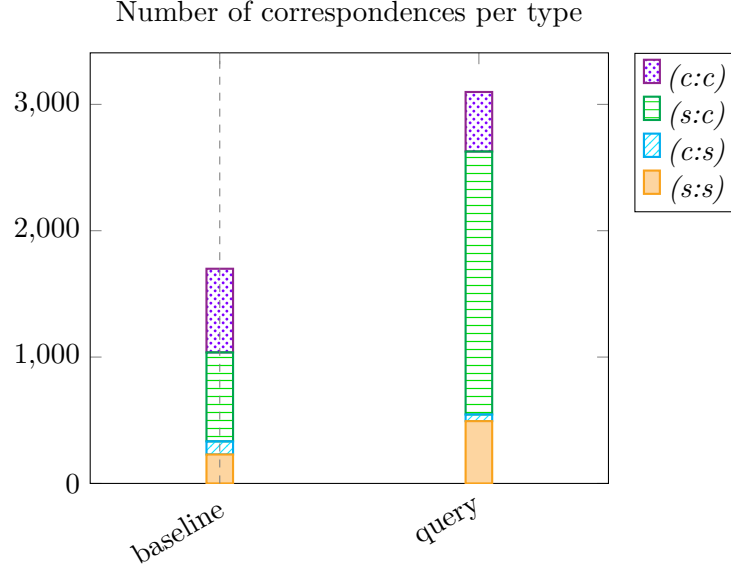 Number of correspondences per type
3,000
2,000
1,000
0
baseline
query
(c:c)
(s:c)
(c:s)
(s:s)